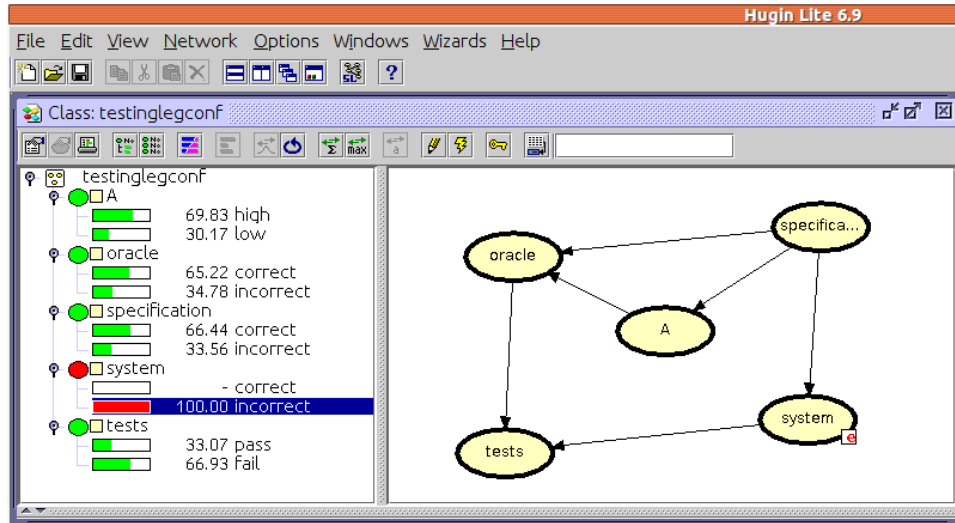 Hugin Lite 6.9
File Edit View Network Options Windows Wizards Help
SL ?
Class: testinglegconf
Σ max a
testinglegconf
A
69.83 high
30.17 low
oracle
65.22 correct
34.78 incorrect
specification
66.44 correct
33.56 incorrect
system
- correct
100.00 incorrect
tests
33.07 pass
66.93 fail
specifica...
oracle
A
system
e
tests